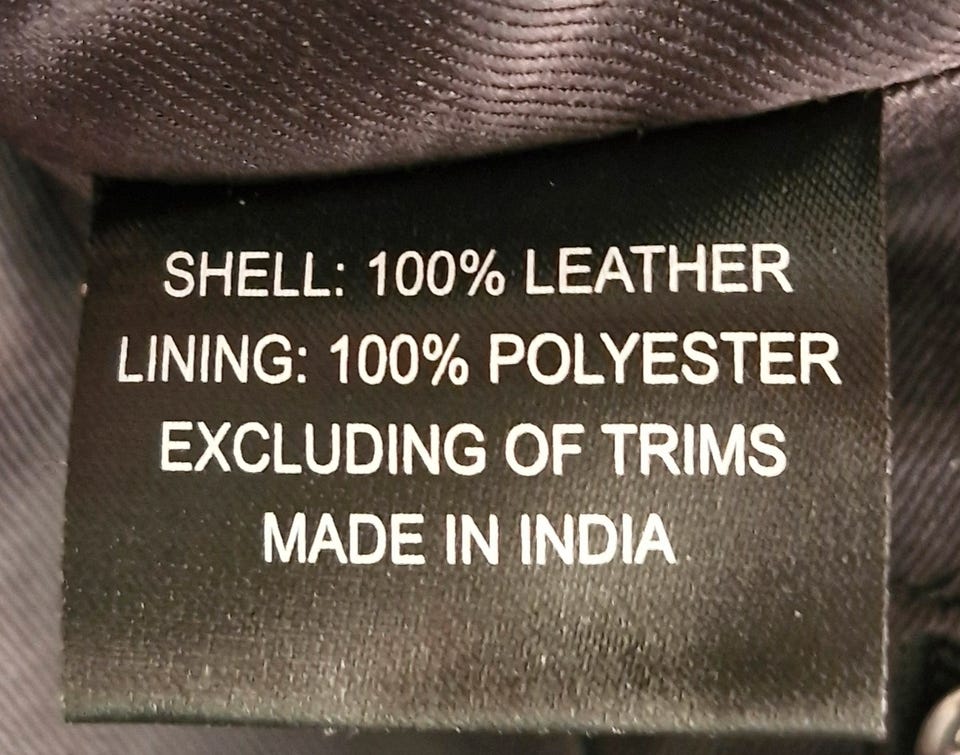 SHELL: 100% LEATHER
LINING: 100% POLYESTER
EXCLUDING OF TRIMS
MADE IN INDIA